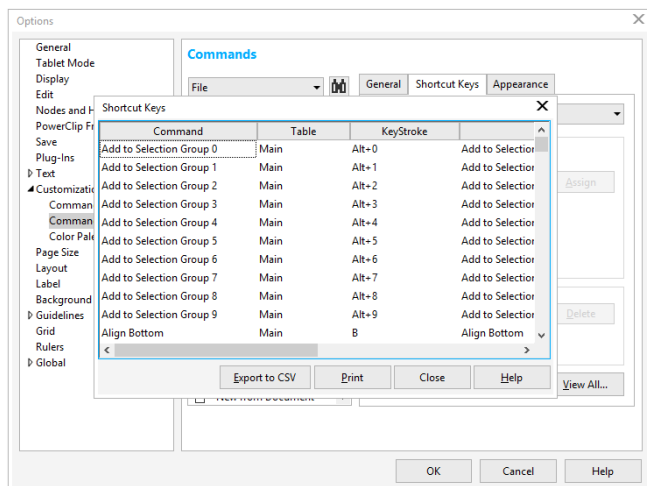 Options
General
Tablet Mode
Display
Edit
Nodes and H
PowerClip Fr
Save
Plug-Ins
Text
Customizatio
Comman
Comman
Color Pale
Page Size
Layout
Label
Background
Guidelines
Grid
Rulers
Global
Commands
File
General Shortcut Keys Appearance
Shortcut Keys
Command Table KeyStroke
Add to Selection Group 0 Main Alt+0 Add to Selection
Add to Selection Group 1 Main Alt+1 Add to Selection
Add to Selection Group 2 Main Alt+2 Add to Selection
Add to Selection Group 3 Main Alt+3 Add to Selection
Add to Selection Group 4 Main Alt+4 Add to Selection
Add to Selection Group 5 Main Alt+5 Add to Selection
Add to Selection Group 6 Main Alt+6 Add to Selection
Add to Selection Group 7 Main Alt+7 Add to Selection
Add to Selection Group 8 Main Alt+8 Add to Selection
Add to Selection Group 9 Main Alt+9 Add to Selection
Align Bottom Main B Align Bottom
Export to CSV Print Close Help
Assign
Delete
New from Document
View All...
OK Cancel Help